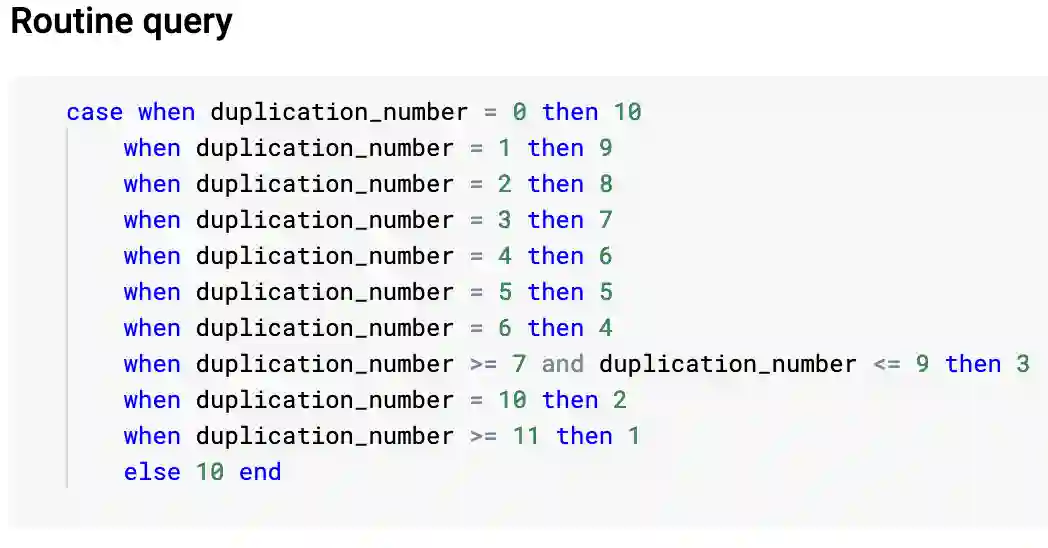 Routine query
case when duplication_number = 0 then 10
when duplication_number = 1 then 9
when duplication_number = 2 then 8
when duplication_number = 3 then 7
when duplication_number = 4 then 6
when duplication_number = 5 then 5
when duplication_number = 6 then 4
when duplication_number >= 7 and duplication_number <= 9 then 3
when duplication_number = 10 then 2
when duplication_number >= 11 then 1
else 10 end